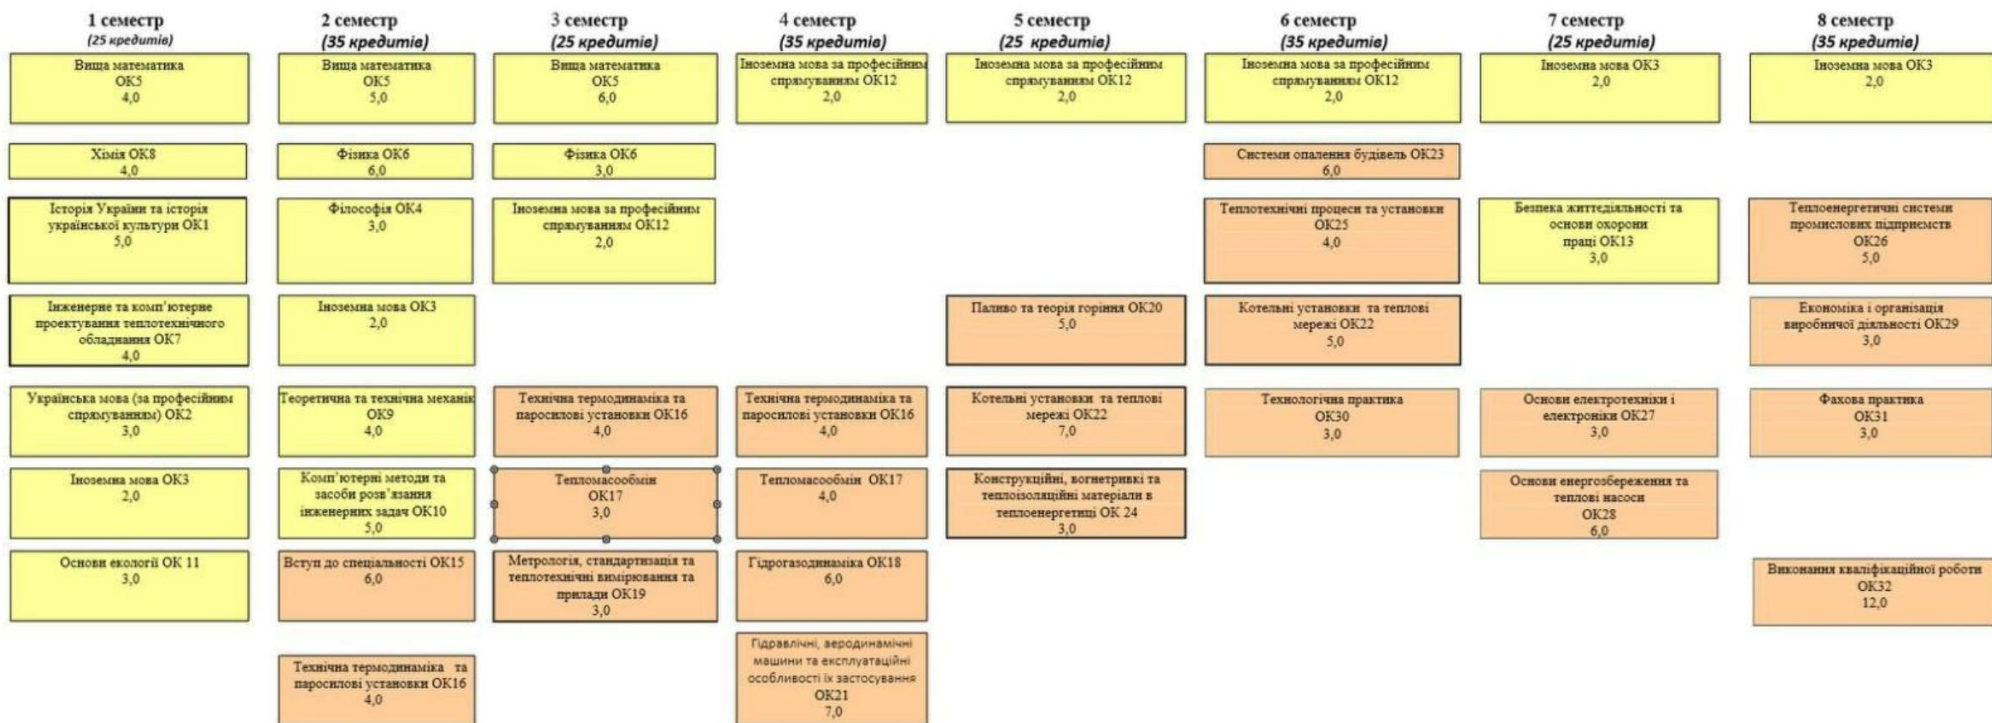 1 семестр
(25 кредитів)
Вища математика
ОК5
4,0
Хімія ОК8
4,0
Історія України та історія
української культури ОК1
5,0
Інженерне та комп’ютерне
проектування теплотехнічного
обладнання ОК7
4,0
Українська мова (за професійним
спрямуванням) ОК2
3,0
Іноземна мова ОК3
2,0
Основи екології ОК 11
3,0
2 семестр
(35 кредитів)
Вища математика
ОК5
5,0
Фізика ОК6
6,0
Філософія ОК4
3,0
Іноземна мова ОК3
2,0
Теоретична та технічна механік
ОК9
4,0
Комп’ютерні методи та
засоби розв’язання
інженерних задач ОК10
5,0
Вступ до спеціальності ОК15
6,0
Технічна термодинаміка та
паросилові установки ОК16
4,0
3 семестр
(25 кредитів)
Вища математика
ОК5
6,0
Фізика ОК6
3,0
Іноземна мова за професійним
спрямуванням ОК12
2,0
Технічна термодинаміка та
паросилові установки ОК16
4,0
Тепломасообмін
ОК17
3,0
Метрологія, стандартизація та
теплотехнічні вимірювання та
прилади ОК19
3,0
4 семестр
(35 кредитів)
Іноземна мова за професійним
спрямуванням ОК12
2,0
Технічна термодинаміка та
паросилові установки ОК16
4,0
Тепломасообмін ОК17
4,0
Гідрогазодинаміка ОК18
6,0
Гідравлічні, аеродинамічні
машини та експлуатаційні
особливості їх застосування
ОК21
7,0
5 семестр
(25 кредитів)
Іноземна мова за професійним
спрямуванням ОК12
2,0
Паливо та теорія горіння ОК20
5,0
Котельні установки та теплові
мережі ОК22
7,0
Конструкційні, вогнетривкі та
теплоізоляційні матеріали в
теплоенергетиці ОК 24
3,0
6 семестр
(35 кредитів)
Іноземна мова за професійним
спрямуванням ОК12
2,0
Системи опалення будівель ОК23
6,0
Теплотехнічні процеси та установки
ОК25
4,0
Котельні установки та теплові
мережі ОК22
5,0
Технологічна практика
ОК30
3,0
7 семестр
(25 кредитів)
Іноземна мова ОК3
2,0
Безпека життєдіяльності та
основи охорони
праці ОК13
3,0
Основи електротехніки і
електроніки ОК27
3,0
Основи енергозбереження та
теплові насоси
ОК28
6,0
8 семестр
(35 кредитів)
Іноземна мова ОК3
2,0
Теплоенергетичні системи
промислових підприємств
ОК26
5,0
Економіка і організація
виробничої діяльності ОК29
3,0
Фахова практика
ОК31
3,0
Виконання кваліфікаційної роботи
ОК32
12,0